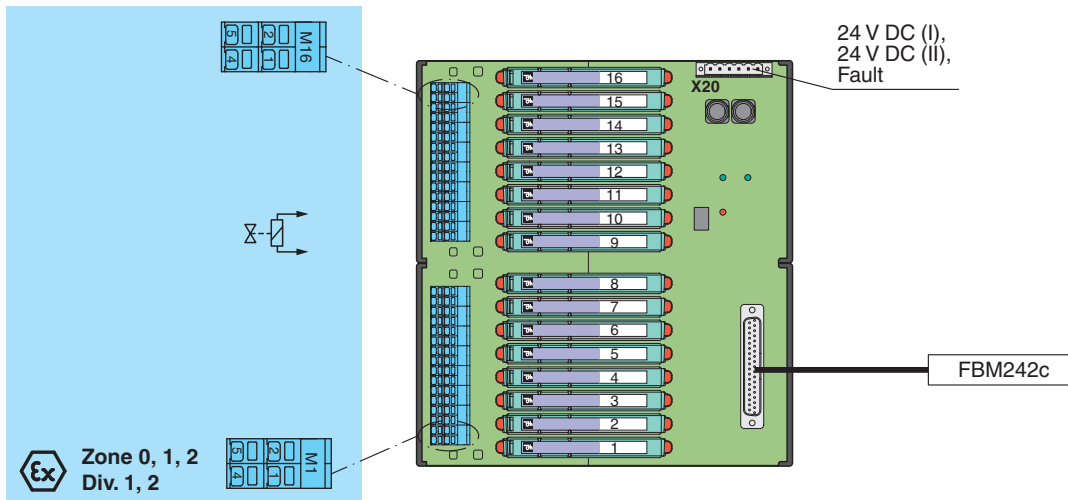 5 2 M16
4 1
24 V DC (I),
24 V DC (II),
Fault
X20
16
15
14
13
12
11
10
9
8
7
6
5
4
3
2
1
FBM242c
Ex
Zone 0, 1, 2
Div. 1, 2
5 2 M1
4 1